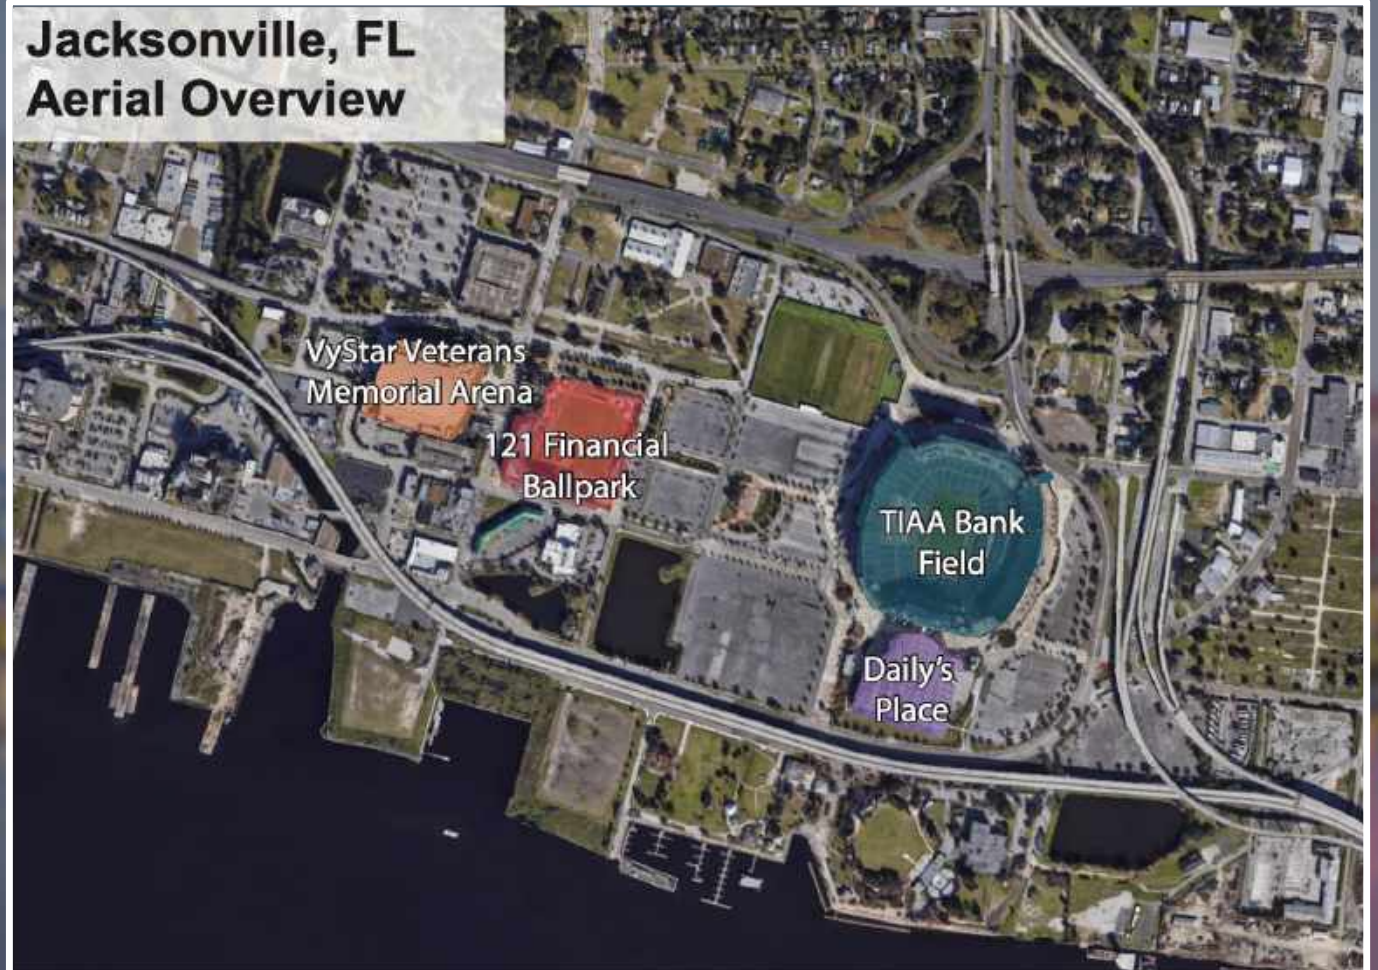 Jacksonville, FL
Aerial Overview
VyStar Veterans
Memorial Arena
121 Financial
Ballpark
TIAA Bank
Field
Daily's
Place